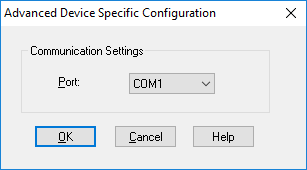 Advanced Device Specific Configuration
Communication Settings
Port: COM1
OK Cancel Help